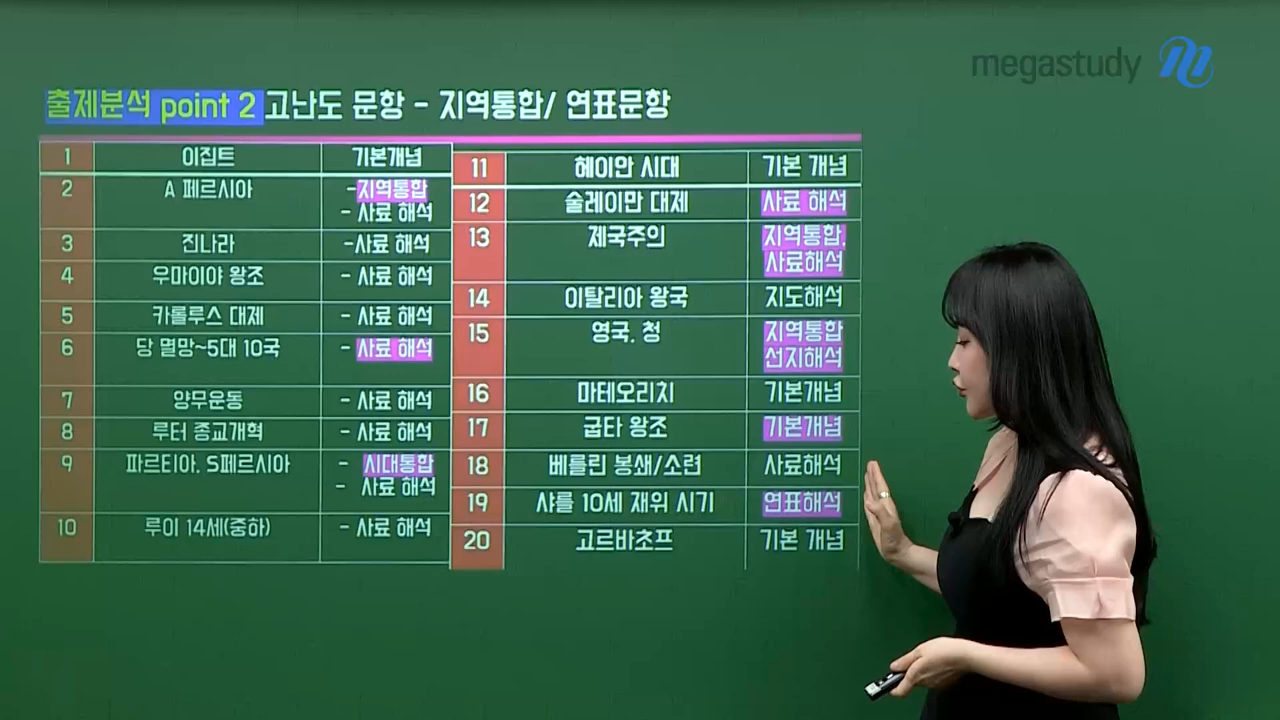 megastudy
출제분석 point 2 고난도 문항 - 지역통합/ 연표문항
1 이집트 기본개념
2 A 페르시아 -지역통합
- 사료 해석
3 진나라 -사료 해석
4 우마이야 왕조 - 사료 해석
5 카롤루스 대제 - 사료 해석
6 당 멸망~5대 10국 - 사료 해석
7 양무운동 - 사료 해석
8 루터 종교개혁 - 사료 해석
9 파르티아. S페르시아 - 시대통합
- 사료 해석
10 루이 14세(중하) - 사료 해석
11 헤이안 시대 기본 개념
12 술레이만 대제 사료 해석
13 제국주의 지역통합.
사료해석
14 이탈리아 왕국 지도해석
15 영국. 청 지역통합
선지해석
16 마테오리치 기본개념
17 굽타 왕조 기본개념
18 베를린 봉쇄/소련 사료해석
19 샤를 10세 재위 시기 연표해석
20 고르바초프 기본 개념